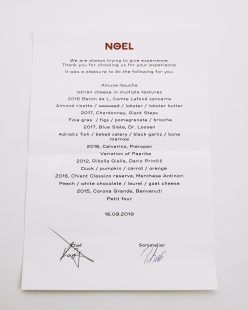 NOEL
We are always trying to give experience.
Thank you for choosing us for your experience.
It was a pleasure to do the following for you.
Amuse bouche
Istrian cheese in multiple textures
2016 Baron de L, Comte Lafond sancerre
Almond risotto / seaweed / lobster / lobster butter
2017, Chardonnay, Giant Steps
Foie gras / figs / pomegranate / brioche
2017, Blue Slate, Dr. Loosen
Adriatic fish / baked celery / black garlic / bone
marrow
2016, Calvarino, Pieropan
Variation of Paprika
2012, Ribolla Gialla, Dario Prinčič
Duck / pumpkin / carrot / orange
2016, Chianti Classico reserva, Marchese Antinori
Peach / white chocolate / laurel / goat cheese
2015, Corona Grande, Benvenuti
Petit four
16.09.2019
Chef
Sommelier